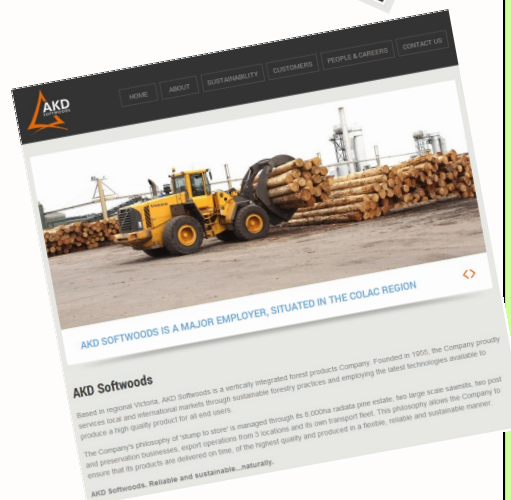 AKD
SOFTWOODS
HOME
ABOUT
SUSTAINABILITY
CUSTOMERS
PEOPLE & CAREERS
CONTACT US
AKD SOFTWOODS IS A MAJOR EMPLOYER, SITUATED IN THE COLAC REGION
AKD Softwoods
Based in regional Victoria, AKD Softwoods is a vertically integrated forest products Company. Founded in 1955, the Company proudly
services local and international markets through sustainable forestry practices and employing the latest technologies available to
produce a high quality product for all end users.
The Company's philosophy of 'stump to store' is managed through its 8,000ha radiata pine estate, two large scale sawmills, two post
and preservation businesses, export operations from 5 locations and its own transport fleet. This philosophy allows the Company to
ensure that its products are delivered on time, of the highest quality and produced in a flexible, reliable and sustainable manner.
AKD Softwoods. Reliable and sustainable...naturally.